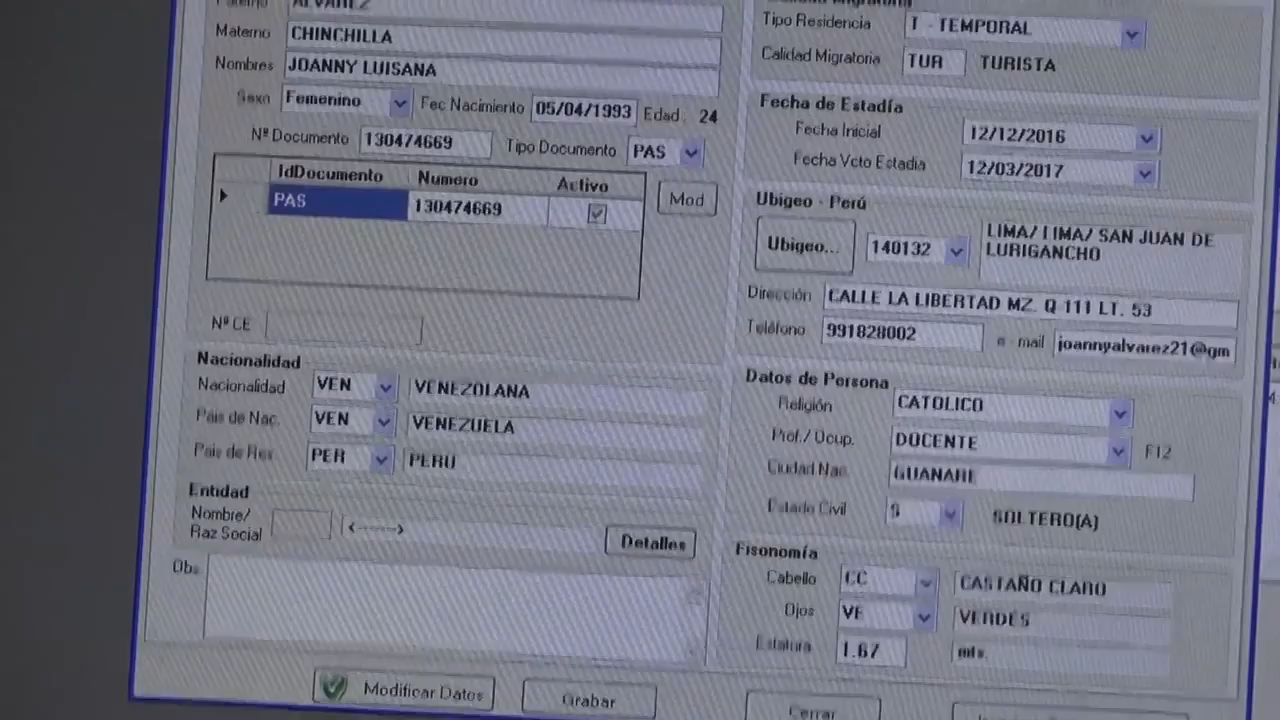 ALVAREZ
Materno CHINCHILLA
Nombres JOANNY LUISANA
Sexo Femenino Fec Nacimiento 05/04/1993 Edad 24
Nº Documento 130474669 Tipo Documento PAS
IdDocumento Numero Activo
PAS 130474669
Mod
Nº CE
Nacionalidad
Nacionalidad VEN VENEZOLANA
Pais de Nac. VEN VENEZUELA
Pais de Res PER PERU
Entidad
Nombre/
Raz Social <------>
Detalles
Obs
Tipo Residencia T - TEMPORAL
Calidad Migratoria TUR TURISTA
Fecha de Estadía
Fecha Inicial 12/12/2016
Fecha Vcto Estadia 12/03/2017
Ubigeo - Perú
Ubigeo... 140132 LIMA/ LIMA/ SAN JUAN DE
LURIGANCHO
Dirección CALLE LA LIBERTAD MZ. Q 111 LT. 53
Teléfono 991828002 e - mail joannyalvarez21@gm
Datos de Persona
Religión CATOLICO
Prof./ Ocup. DOCENTE F12
Ciudad Nac GUANARE
Estado Civil S SOLTERO(A)
Fisonomía
Cabello CC CASTAÑO CLARO
Ojos VE VERDES
Estatura 1.67 mts.
Modificar Datos Grabar Cerrar